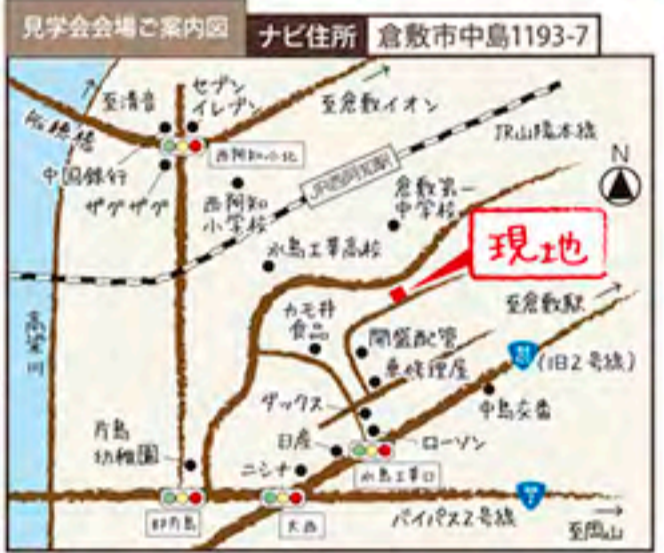 見学会会場ご案内図
ナビ住所
倉敷市中島1193-7
セブン
イレブン
至清音
至倉敷イオン
JR山陽本線
西阿知小北
中国銀行
ザグザグ
西阿知
小学校
JR西阿知駅
倉敷第一
中学校
N
水島工業高校
現地
高梁川
カモ井
食品
至倉敷駅
開盛配管
車修理屋
(旧2号線)
ダックス
中島交番
片島
幼稚園
日産
ローソン
ニシナ
水島工業口
大西
バイパス2号線
至岡山